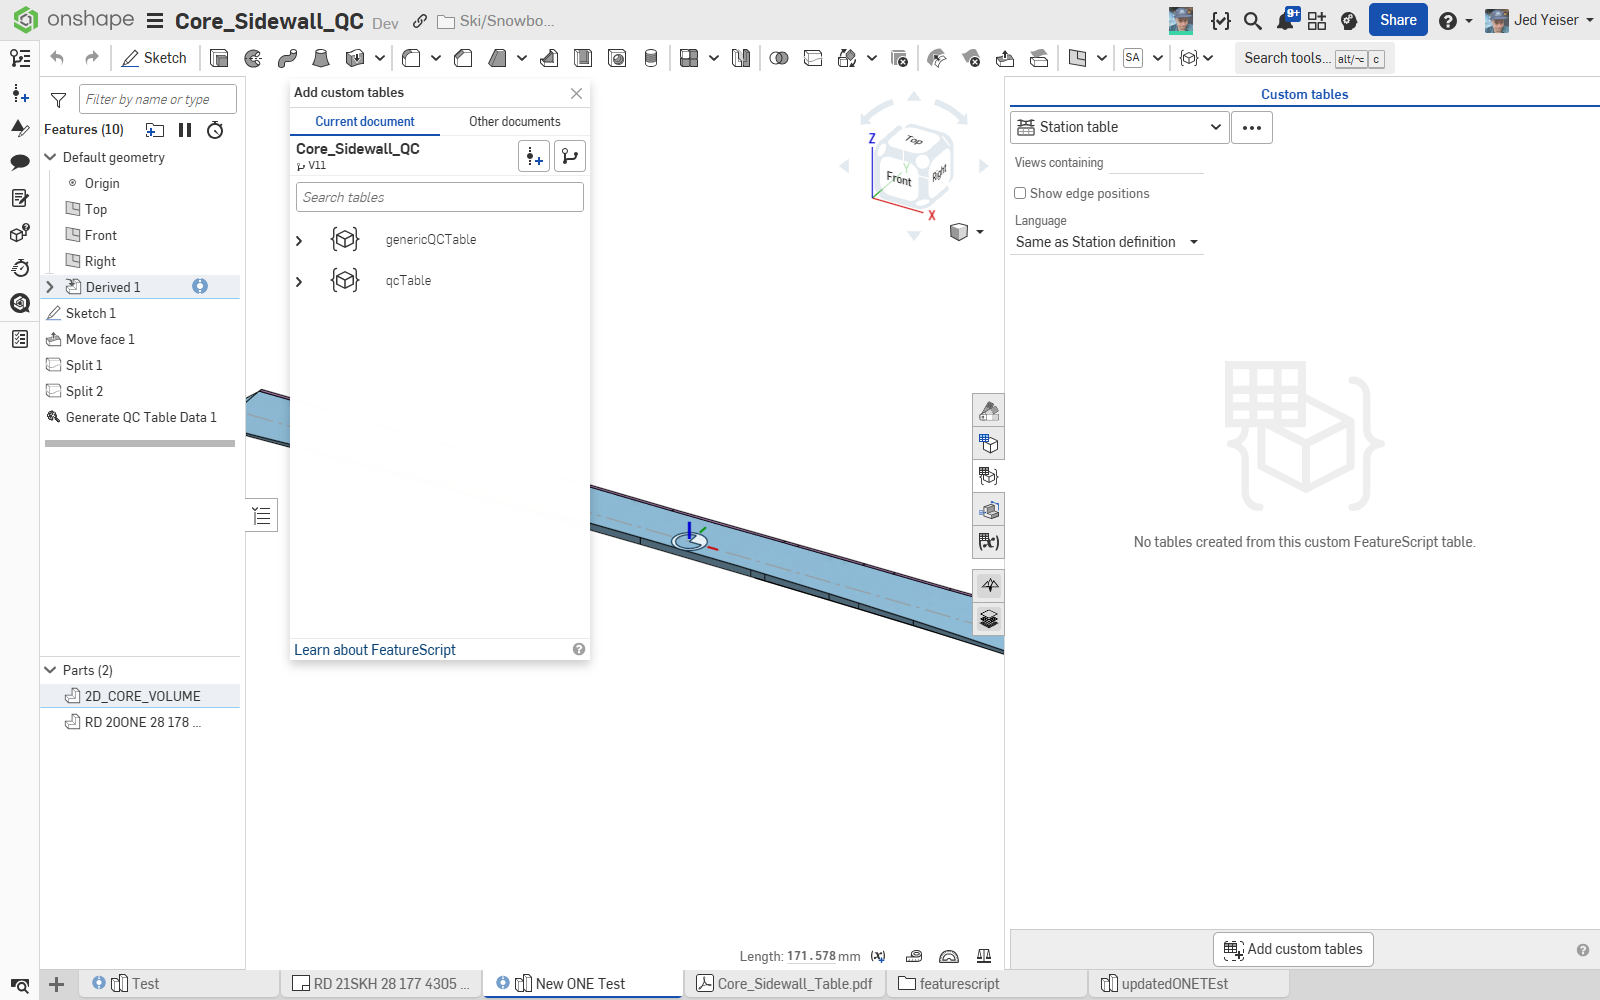 onshape
Core_Sidewall_QC Dev
Ski/Snowbo...
9+
Share
Jed Yeiser
Sketch
SA
Search tools... alt/⌥ c
Filter by name or type
Features (10)
Default geometry
Origin
Top
Front
Right
Derived 1
Sketch 1
Move face 1
Split 1
Split 2
Generate QC Table Data 1
Parts (2)
2D_CORE_VOLUME
RD 20ONE 28 178 ...
Add custom tables
Current document
Other documents
Core_Sidewall_QC
V11
Search tables
genericQCTable
qcTable
Learn about FeatureScript
Z
Top
Y
Front
Right
X
Custom tables
Station table
Views containing
Show edge positions
Language
Same as Station definition
No tables created from this custom FeatureScript table.
Length: 171.578 mm
Add custom tables
Test
RD 21SKH 28 177 4305 ...
New ONE Test
Core_Sidewall_Table.pdf
featurescript
updatedONETEst